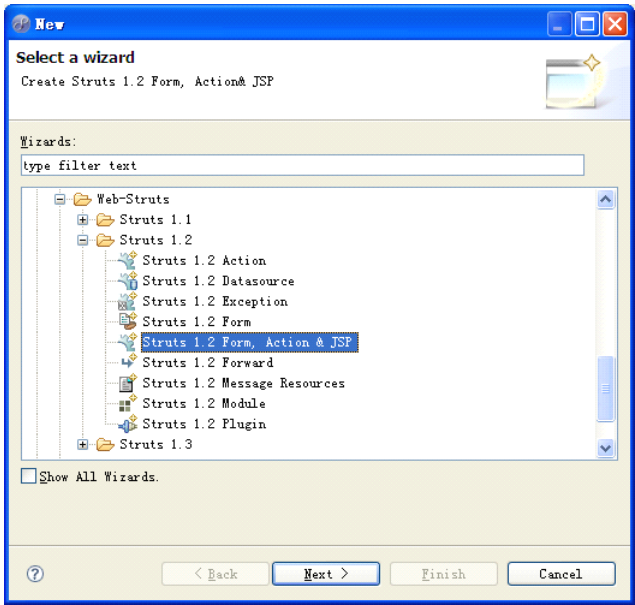 New
Select a wizard
Create Struts 1.2 Form, Action& JSP
Wizards:
type filter text
Web-Struts
Struts 1.1
Struts 1.2
Struts 1.2 Action
Struts 1.2 Datasource
Struts 1.2 Exception
Struts 1.2 Form
Struts 1.2 Form, Action & JSP
Struts 1.2 Forward
Struts 1.2 Message Resources
Struts 1.2 Module
Struts 1.2 Plugin
Struts 1.3
Show All Wizards.
? < Back Next > Finish Cancel